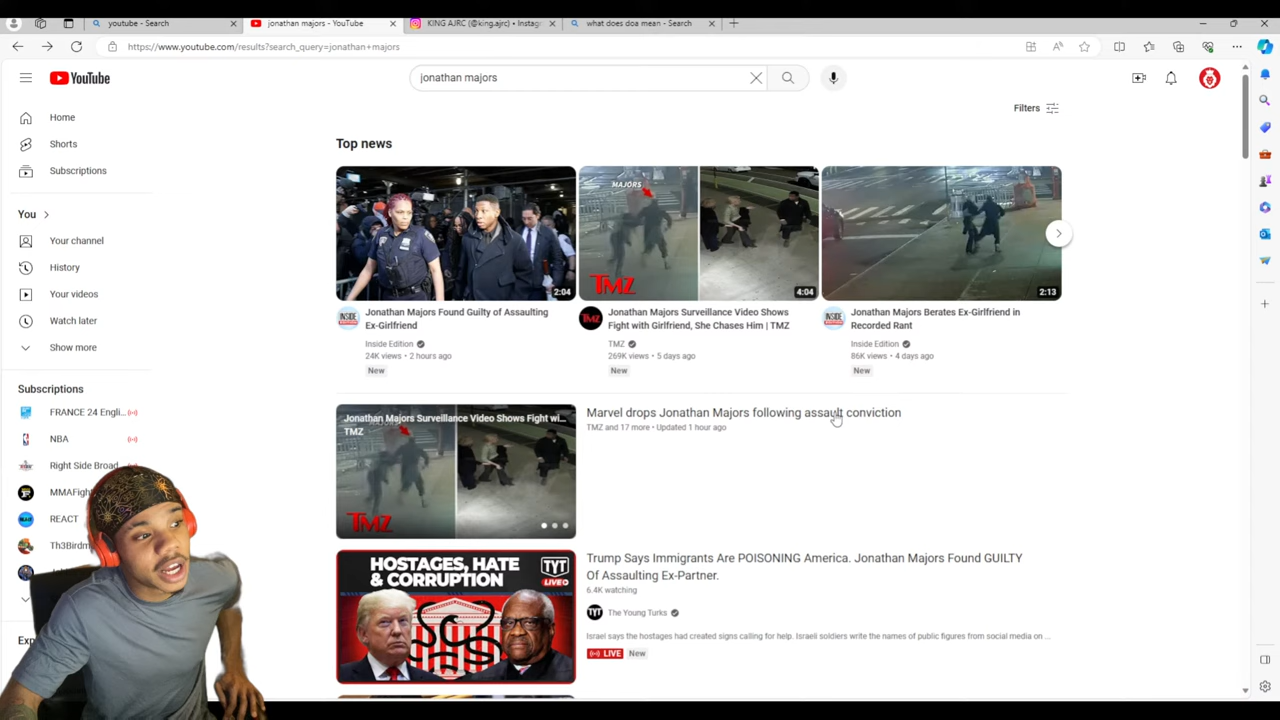 youtube - Search
jonathan majors - YouTube
KING AJRC (@king.ajrc) • Instag
what does doa mean - Search
https://www.youtube.com/results?search_query=jonathan+majors
YouTube
jonathan majors
Filters
Home
Shorts
Subscriptions
You
Your channel
History
Your videos
Watch later
Show more
Subscriptions
FRANCE 24 Engli...
NBA
Right Side Broad
MMAFight
REACT
Th3Birdm
Exp
Top news
2:04
Jonathan Majors Found Guilty of Assaulting
Ex-Girlfriend
Inside Edition
24K views • 2 hours ago
New
MAJORS
TMZ
4:04
Jonathan Majors Surveillance Video Shows
Fight with Girlfriend, She Chases Him | TMZ
TMZ
269K views • 5 days ago
New
2:13
Jonathan Majors Berates Ex-Girlfriend in
Recorded Rant
Inside Edition
86K views • 4 days ago
New
Jonathan Majors Surveillance Video Shows Fight wi...
TMZ
TMZ
Marvel drops Jonathan Majors following assault conviction
TMZ and 17 more • Updated 1 hour ago
HOSTAGES, HATE
& CORRUPTION
TYT
LIVE
Trump Says Immigrants Are POISONING America. Jonathan Majors Found GUILTY
Of Assaulting Ex-Partner.
6.4K watching
TYT
The Young Turks
Israel says the hostages had created signs calling for help. Israeli soldiers write the names of public figures from social media on ...
LIVE
New